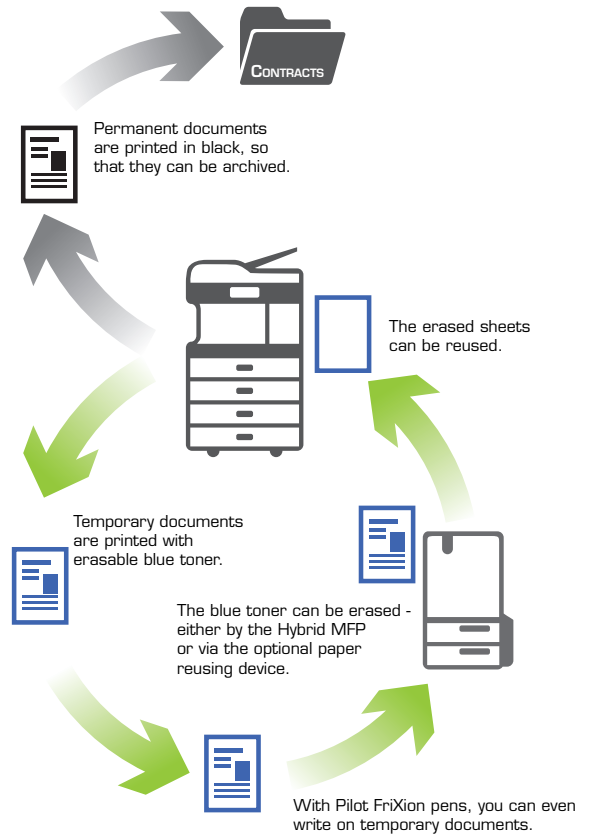 CONTRACTS
Permanent documents
are printed in black, so
that they can be archived.
The erased sheets
can be reused.
Temporary documents
are printed with
erasable blue toner.
The blue toner can be erased -
either by the Hybrid MFP
or via the optional paper
reusing device.
With Pilot FriXion pens, you can even
write on temporary documents.